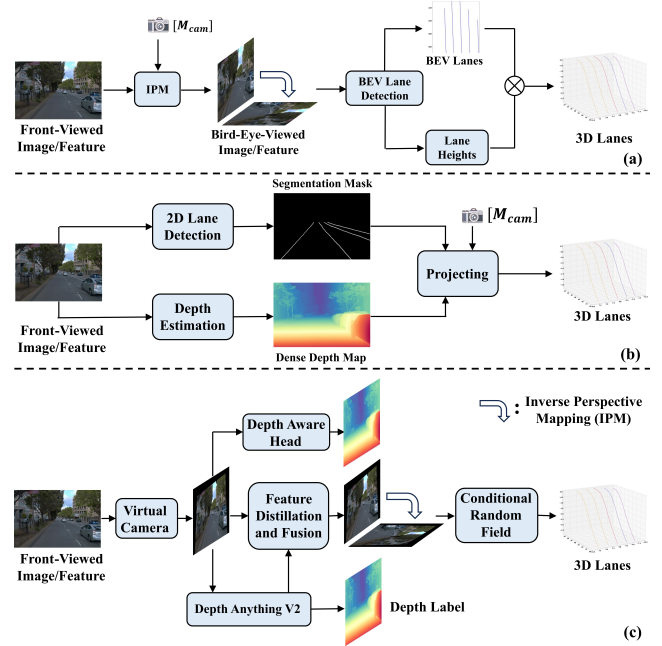 [M_cam]
IPM
Front-Viewed
Image/Feature
Bird-Eye-Viewed
Image/Feature
BEV Lane
Detection
BEV Lanes
Lane
Heights
3D Lanes
(a)
Segmentation Mask
2D Lane
Detection
[M_cam]
Projecting
Depth
Estimation
Front-Viewed
Image/Feature
Dense Depth Map
3D Lanes
(b)
Depth Aware
Head
: Inverse Perspective
Mapping (IPM)
Virtual
Camera
Feature
Distillation
and Fusion
Conditional
Random
Field
Front-Viewed
Image/Feature
3D Lanes
Depth Anything V2
Depth Label
(c)